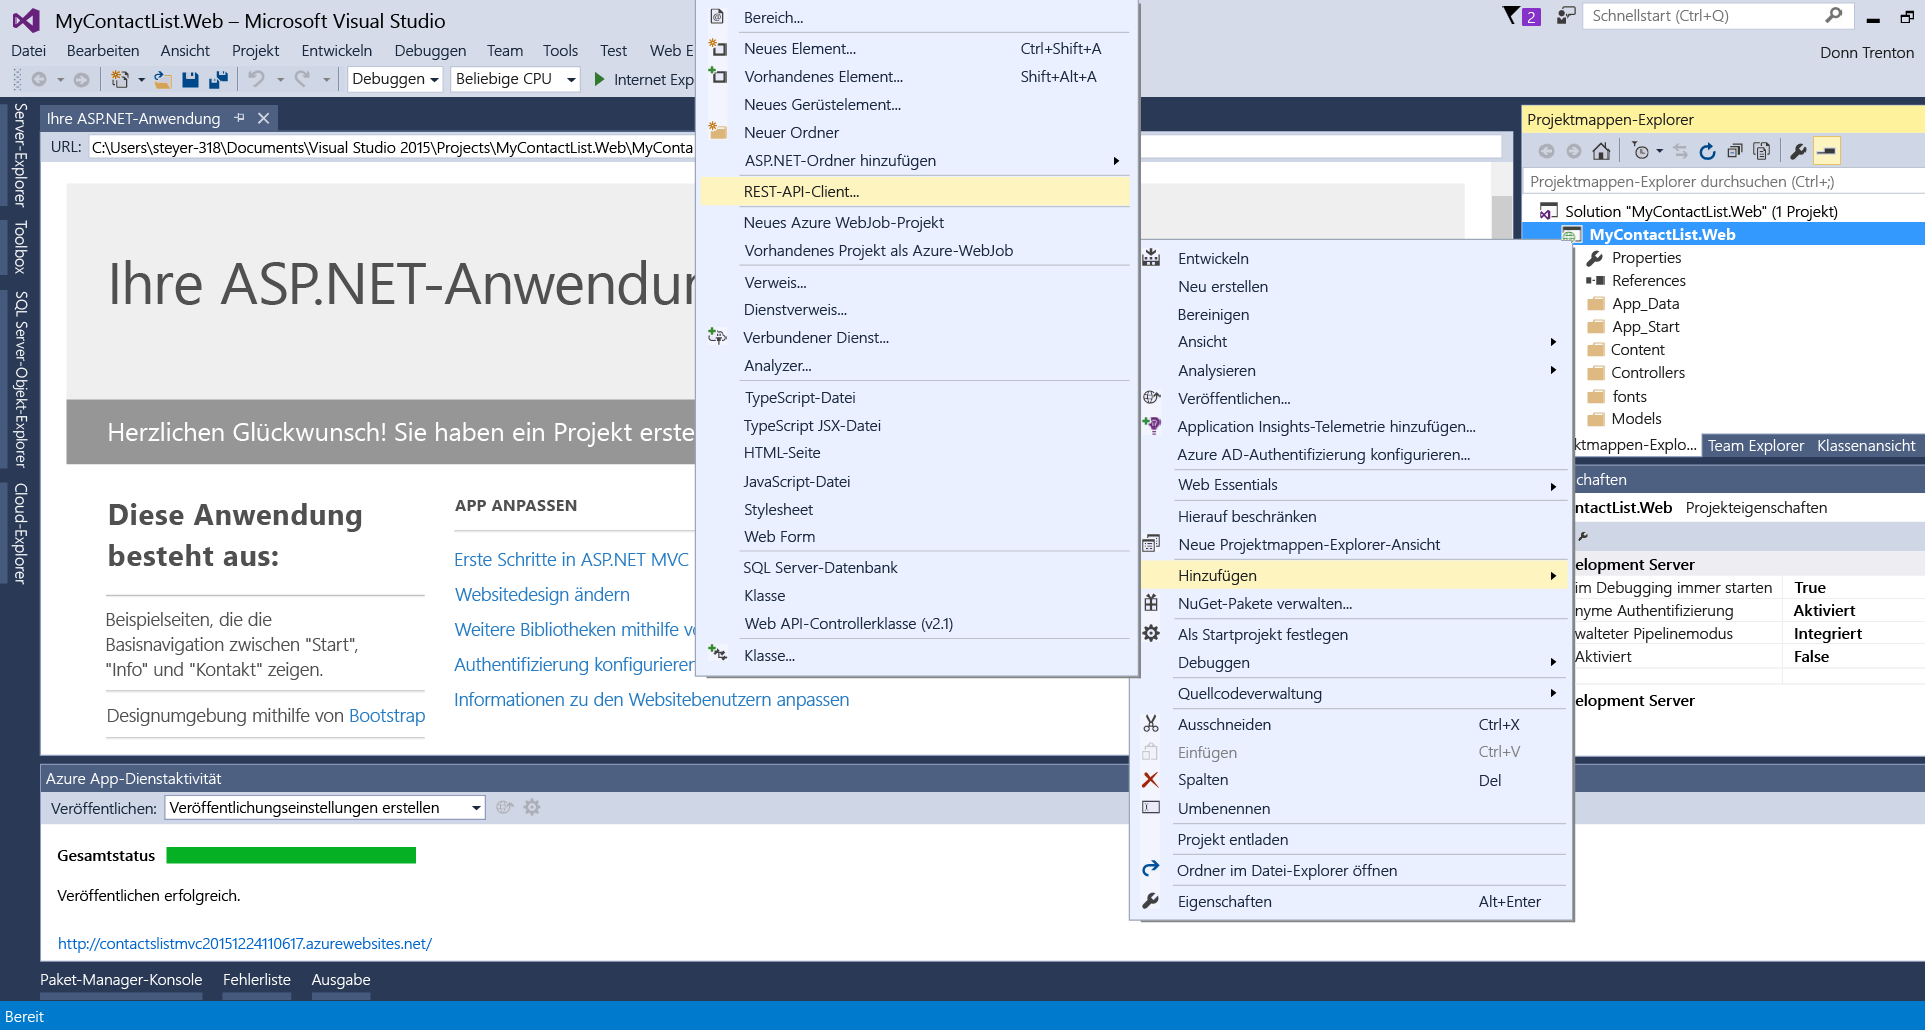 MyContactList.Web – Microsoft Visual Studio
2
Schnellstart (Ctrl+Q)
Datei Bearbeiten Ansicht Projekt Entwickeln Debuggen Team Tools Test Web E
Donn Trenton
Debuggen Beliebige CPU Internet Exp
Server-Explorer
Toolbox
SQL Server-Objekt-Explorer
Cloud-Explorer
Ihre ASP.NET-Anwendung
URL: C:\Users\steyer-318\Documents\Visual Studio 2015\Projects\MyContactList.Web\MyConta
Ihre ASP.NET-Anwendun
Herzlichen Glückwunsch! Sie haben ein Projekt erste
Diese Anwendung
besteht aus:
Beispielseiten, die die
Basisnavigation zwischen "Start",
"Info" und "Kontakt" zeigen.
Designumgebung mithilfe von Bootstrap
APP ANPASSEN
Erste Schritte in ASP.NET MVC
Websitedesign ändern
Weitere Bibliotheken mithilfe vo
Authentifizierung konfigurieren
Informationen zu den Websitebenutzern anpassen
Bereich...
Neues Element... Ctrl+Shift+A
Vorhandenes Element... Shift+Alt+A
Neues Gerüstelement...
Neuer Ordner
ASP.NET-Ordner hinzufügen
REST-API-Client...
Neues Azure WebJob-Projekt
Vorhandenes Projekt als Azure-WebJob
Verweis...
Dienstverweis...
Verbundener Dienst...
Analyzer...
TypeScript-Datei
TypeScript JSX-Datei
HTML-Seite
JavaScript-Datei
Stylesheet
Web Form
SQL Server-Datenbank
Klasse
Web API-Controllerklasse (v2.1)
Klasse...
Entwickeln
Neu erstellen
Bereinigen
Ansicht
Analysieren
Veröffentlichen...
Application Insights-Telemetrie hinzufügen...
Azure AD-Authentifizierung konfigurieren...
Web Essentials
Hierauf beschränken
Neue Projektmappen-Explorer-Ansicht
Hinzufügen
NuGet-Pakete verwalten...
Als Startprojekt festlegen
Debuggen
Quellcodeverwaltung
Ausschneiden Ctrl+X
Einfügen Ctrl+V
Spalten Del
Umbenennen
Projekt entladen
Ordner im Datei-Explorer öffnen
Eigenschaften Alt+Enter
Projektmappen-Explorer
Projektmappen-Explorer durchsuchen (Ctrl+;)
Solution "MyContactList.Web" (1 Projekt)
MyContactList.Web
Properties
References
App_Data
App_Start
Content
Controllers
fonts
Models
ktmappen-Explo... Team Explorer Klassenansicht
chaften
ntactList.Web Projekteigenschaften
elopment Server
im Debugging immer starten True
nyme Authentifizierung Aktiviert
walteter Pipelinemodus Integriert
Aktiviert False
elopment Server
Azure App-Dienstaktivität
Veröffentlichen: Veröffentlichungseinstellungen erstellen
Gesamtstatus
Veröffentlichen erfolgreich.
http://contactslistmvc20151224110617.azurewebsites.net/
Paket-Manager-Konsole Fehlerliste Ausgabe
Bereit